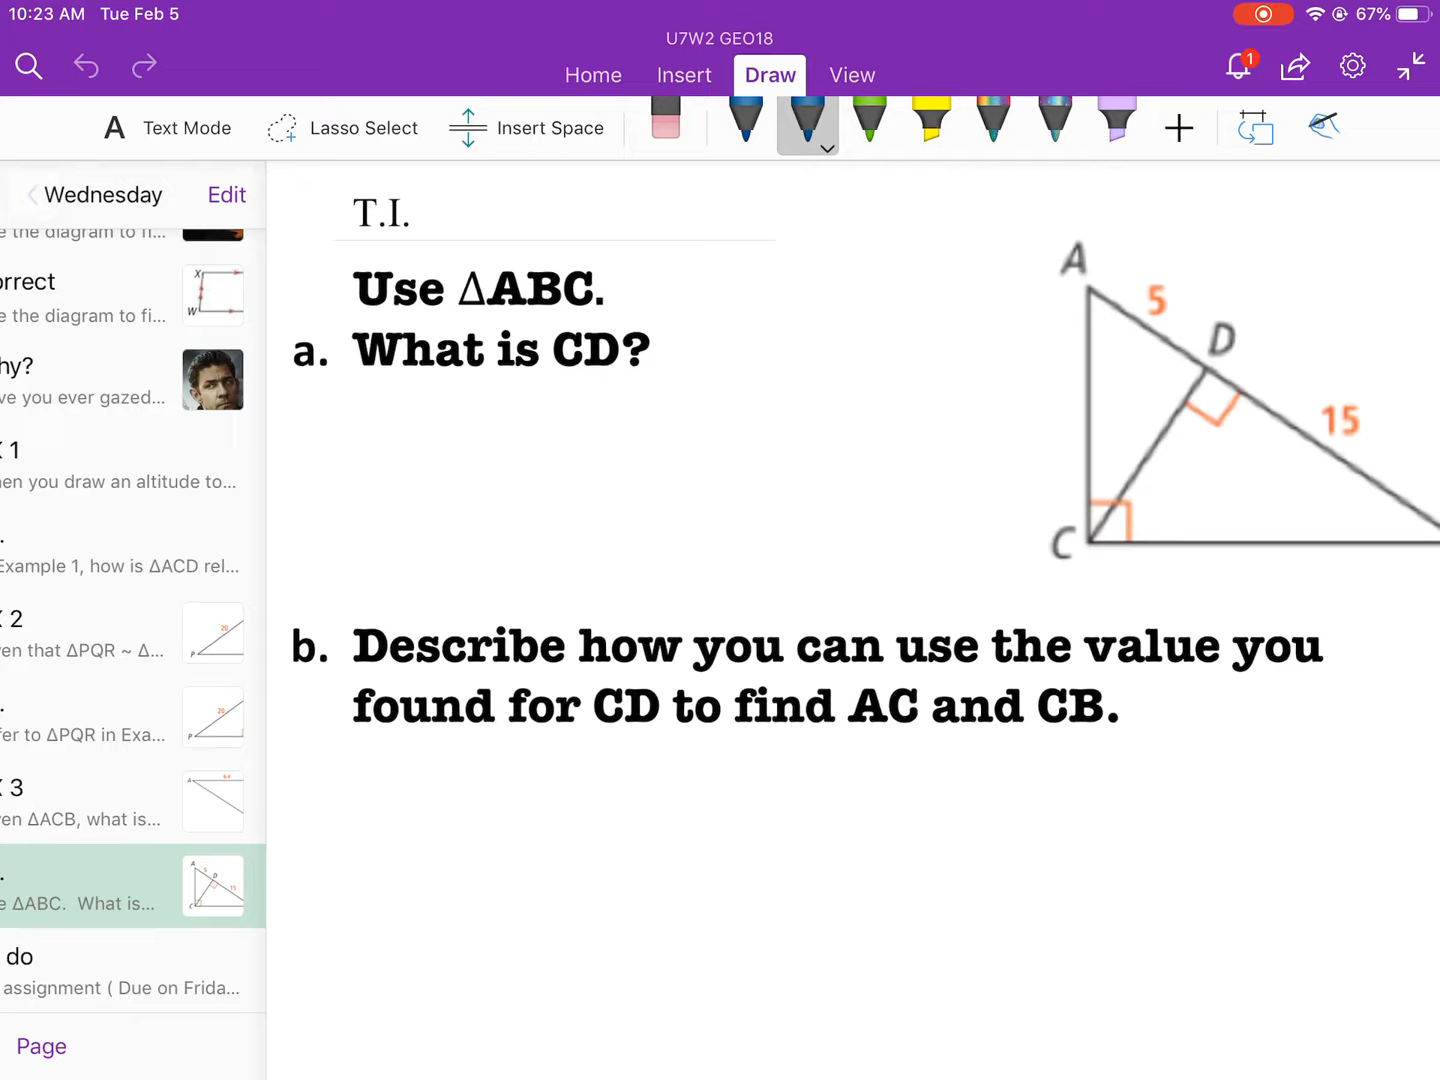 10:23 AM Tue Feb 5
67%
U7W2 GEO18
Home Insert Draw View
1
Text Mode Lasso Select Insert Space
Wednesday Edit
e the diagram to fi...
orrect
e the diagram to fi...
hy?
ve you ever gazed...
X 1
en you draw an altitude to...
.
Example 1, how is ΔACD rel...
X 2
en that ΔPQR ~ Δ...
.
fer to ΔPQR in Exa...
X 3
ven ΔACB, what is...
.
e ΔABC. What is...
do
assignment ( Due on Frida...
Page
T.I.
Use ΔABC.
a. What is CD?
A
5
D
15
C
b. Describe how you can use the value you
found for CD to find AC and CB.